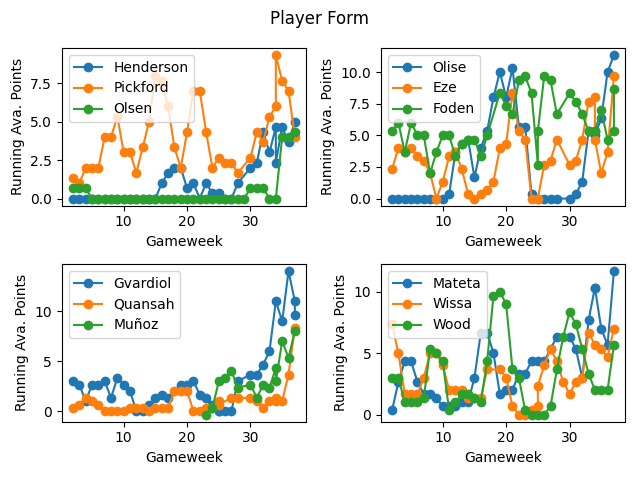 Player Form
Running Ava. Points
7.5
5.0
2.5
0.0
Henderson
Pickford
Olsen
10
20
30
Gameweek
Running Ava. Points
10.0
7.5
5.0
2.5
0.0
Olise
Eze
Foden
10
20
30
Gameweek
Running Ava. Points
10
5
0
Gvardiol
Quansah
Muñoz
10
20
30
Gameweek
Running Ava. Points
10
5
0
Mateta
Wissa
Wood
10
20
30
Gameweek